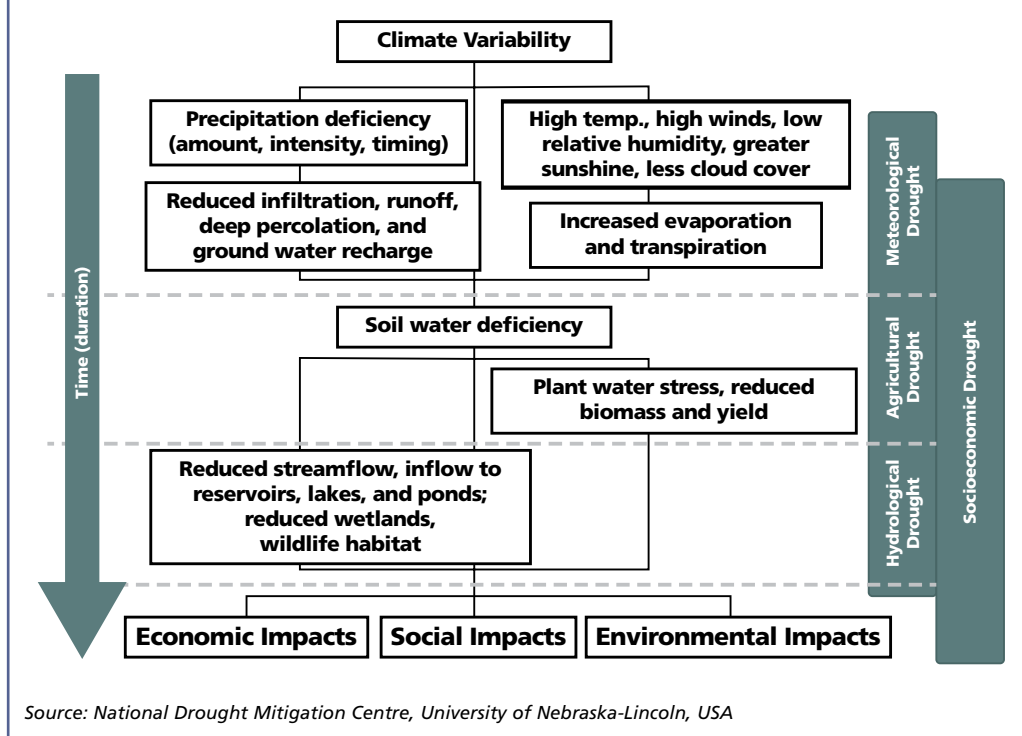 Climate Variability
Precipitation deficiency
(amount, intensity, timing)
High temp., high winds, low
relative humidity, greater
sunshine, less cloud cover
Reduced infiltration, runoff,
deep percolation, and
ground water recharge
Increased evaporation
and transpiration
Meteorological
Drought
Time (duration)
Soil water deficiency
Plant water stress, reduced
biomass and yield
Agricultural
Drought
Socioeconomic Drought
Reduced streamflow, inflow to
reservoirs, lakes, and ponds;
reduced wetlands,
wildlife habitat
Hydrological
Drought
Economic Impacts
Social Impacts
Environmental Impacts
Source: National Drought Mitigation Centre, University of Nebraska-Lincoln, USA